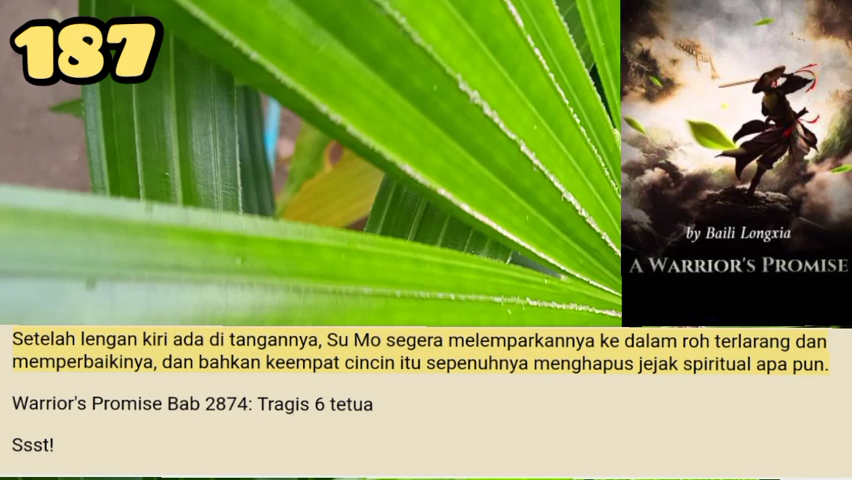 187
by Baili Longxia
A WARRIOR'S PROMISE
Setelah lengan kiri ada di tangannya, Su Mo segera melemparkannya ke dalam roh terlarang dan
memperbaikinya, dan bahkan keempat cincin itu sepenuhnya menghapus jejak spiritual apa pun.
Warrior's Promise Bab 2874: Tragis 6 tetua
Ssst!